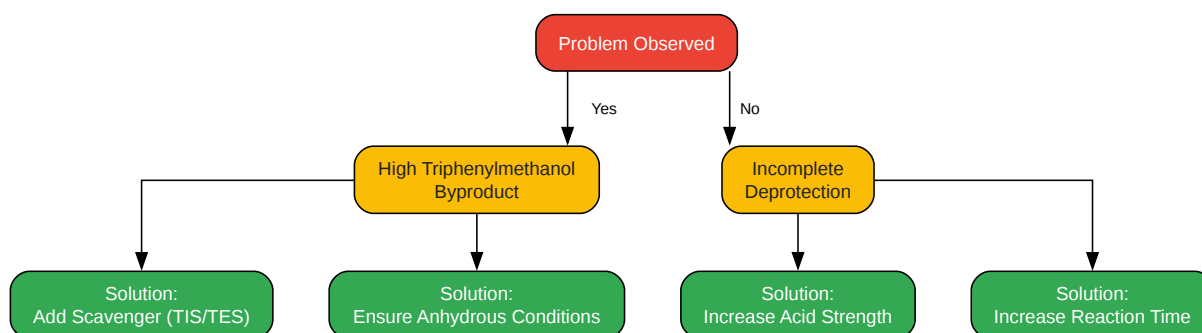 Problem Observed
Yes
No
High Triphenylmethanol
Byproduct
Incomplete
Deprotection
Solution:
Add Scavenger (TIS/TES)
Solution:
Ensure Anhydrous Conditions
Solution:
Increase Acid Strength
Solution:
Increase Reaction Time